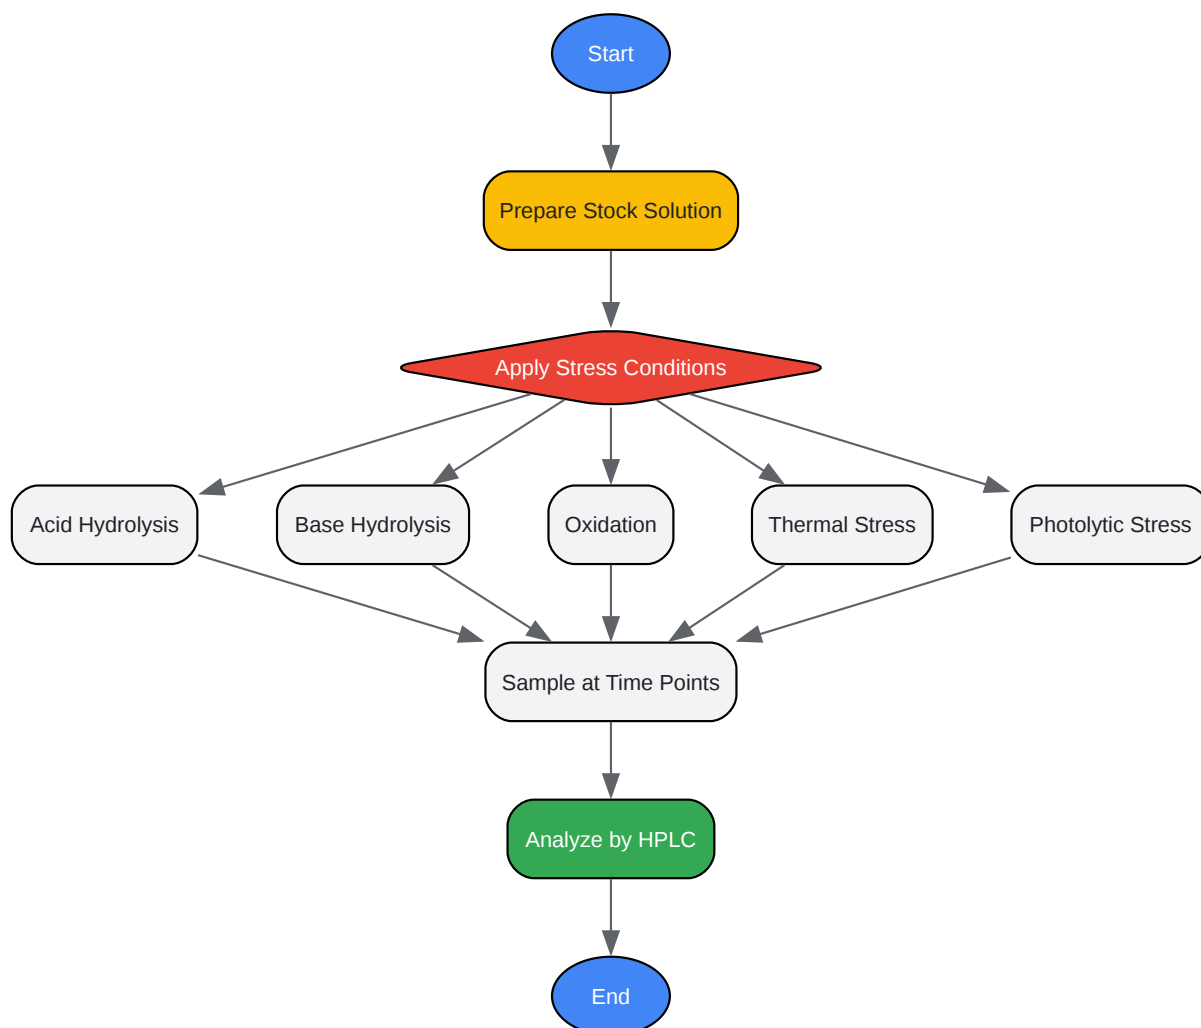 Start
Prepare Stock Solution
Apply Stress Conditions
Acid Hydrolysis
Base Hydrolysis
Oxidation
Thermal Stress
Photolytic Stress
Sample at Time Points
Analyze by HPLC
End